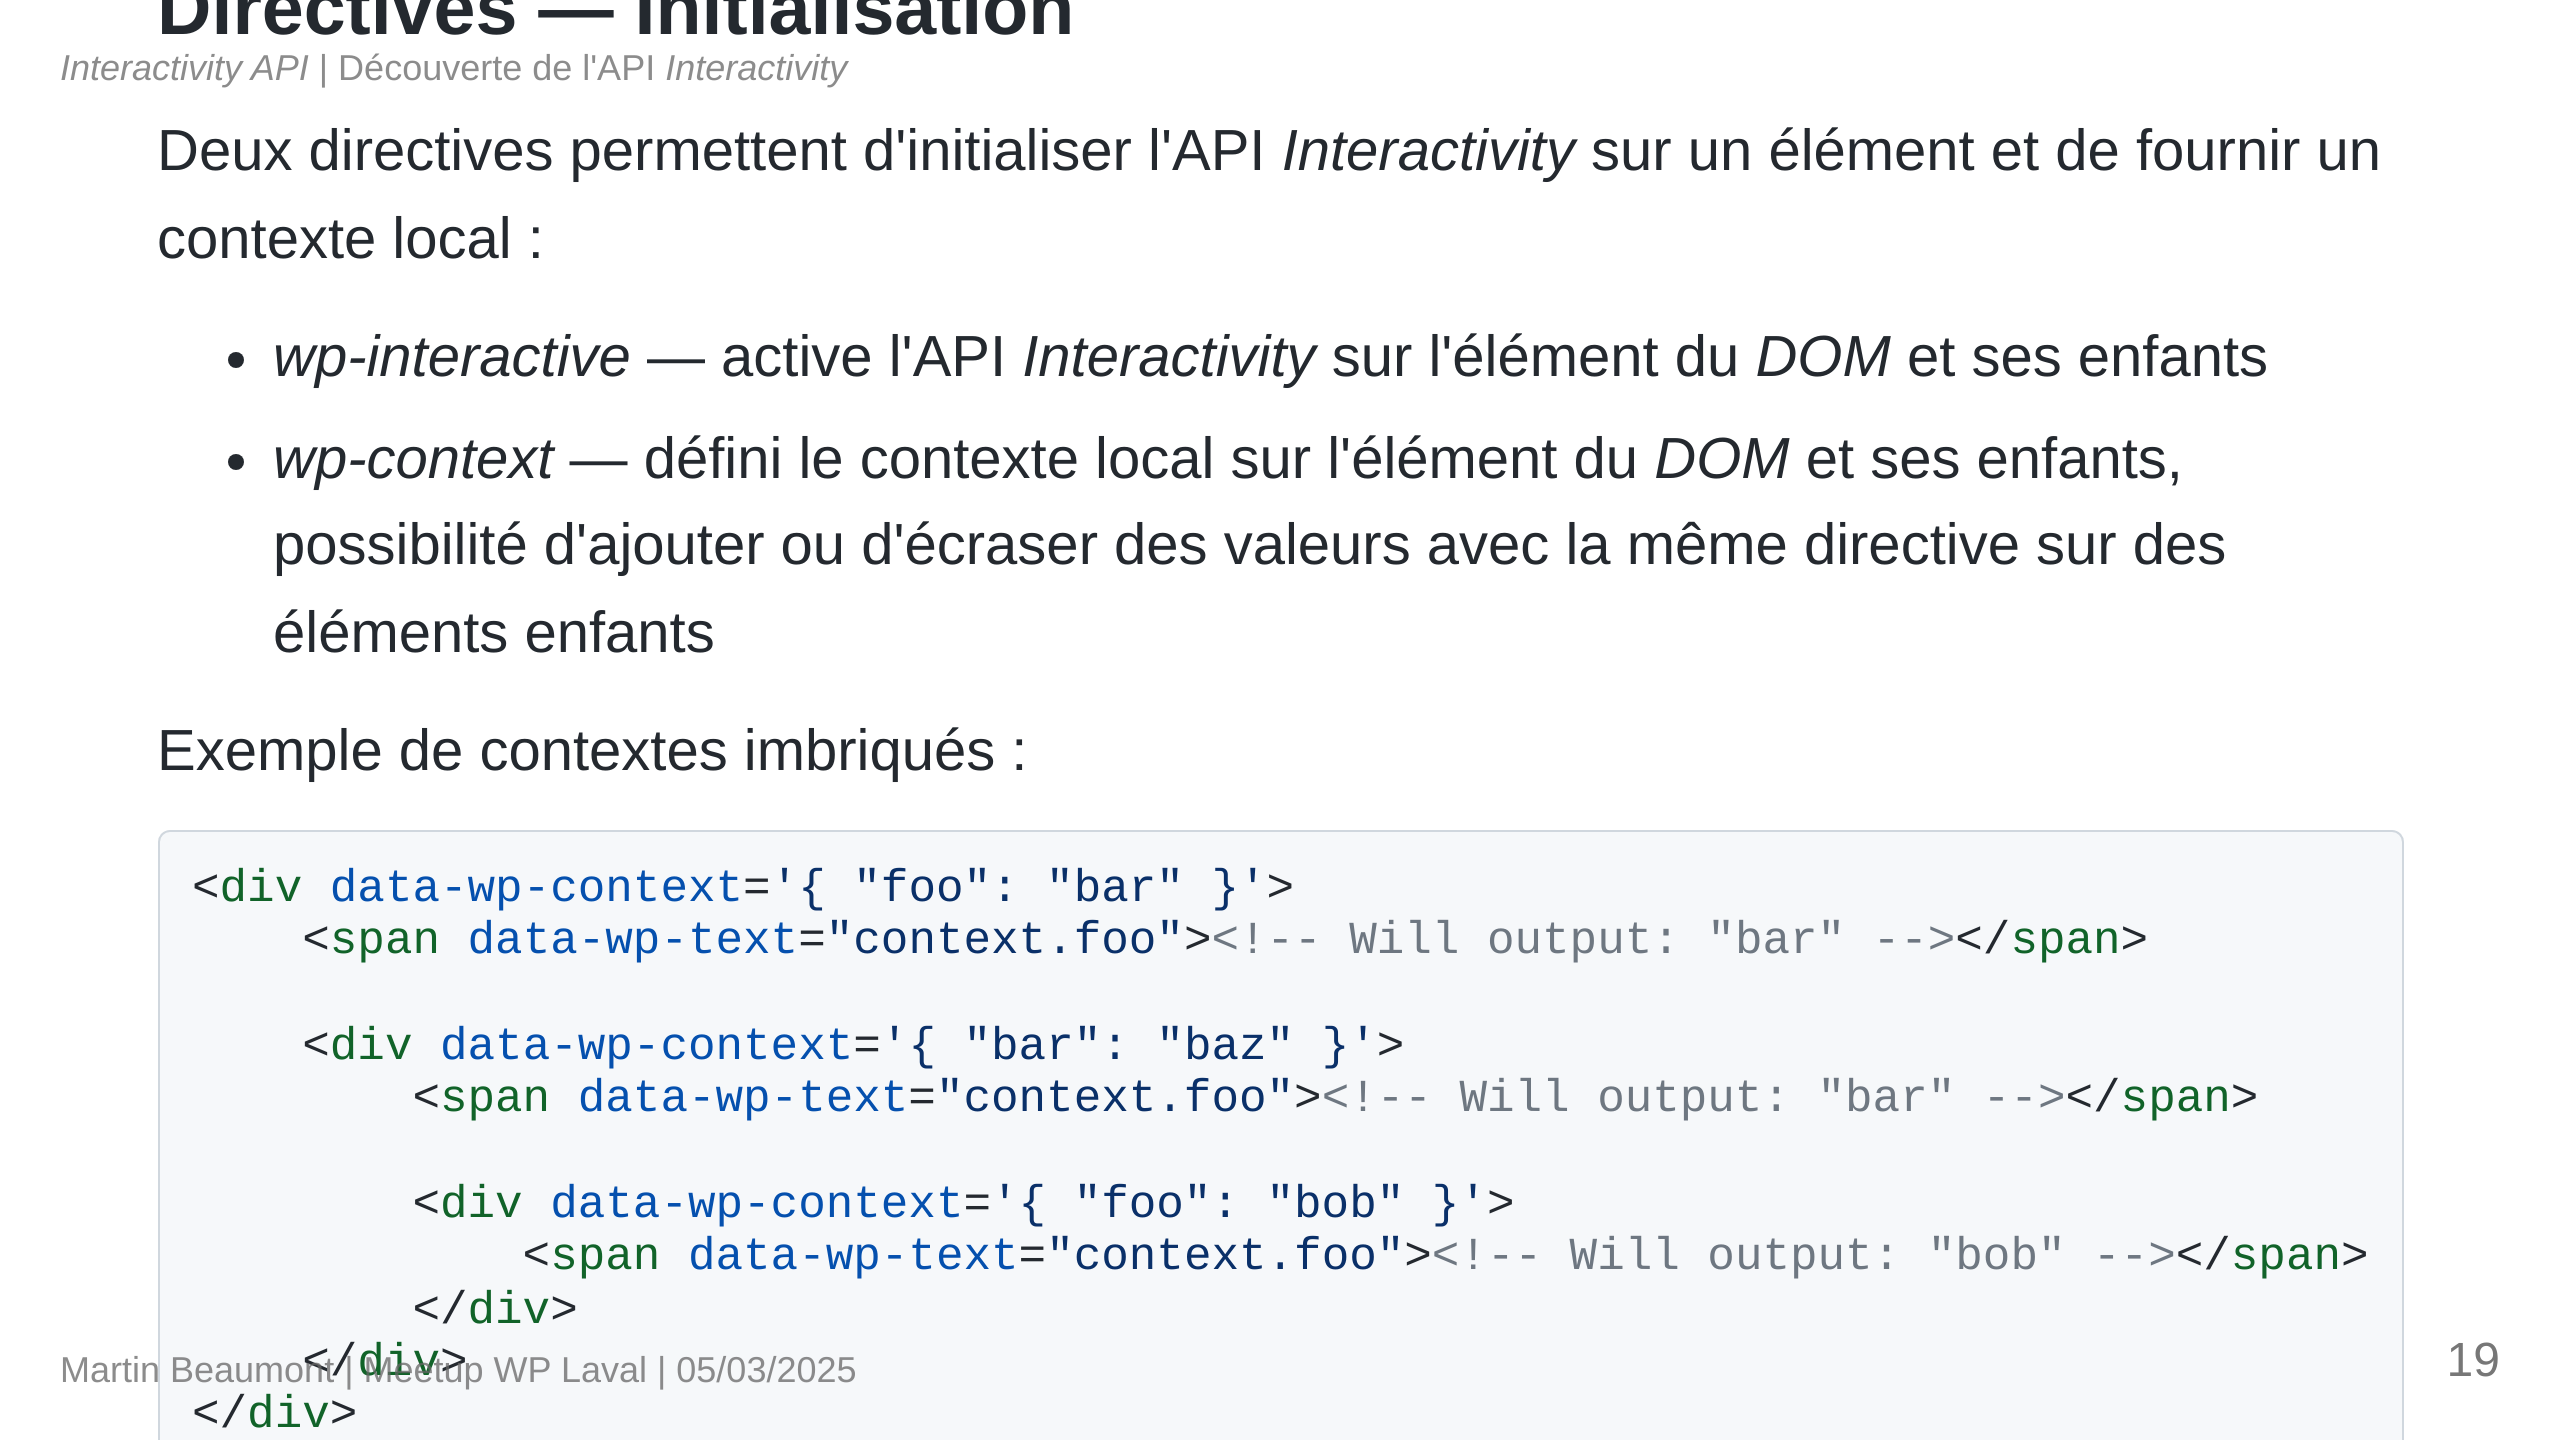 Directives — Initialisation
Interactivity API | Découverte de l'API Interactivity
Deux directives permettent d'initialiser l'API Interactivity sur un élément et de fournir un
contexte local :
• wp-interactive — active l'API Interactivity sur l'élément du DOM et ses enfants
• wp-context — défini le contexte local sur l'élément du DOM et ses enfants,
possibilité d'ajouter ou d'écraser des valeurs avec la même directive sur des
éléments enfants
Exemple de contextes imbriqués :
<div data-wp-context='{ "foo": "bar" }'>
    <span data-wp-text="context.foo"><!-- Will output: "bar" --></span>
    <div data-wp-context='{ "bar": "baz" }'>
        <span data-wp-text="context.foo"><!-- Will output: "bar" --></span>
        <div data-wp-context='{ "foo": "bob" }'>
            <span data-wp-text="context.foo"><!-- Will output: "bob" --></span>
        </div>
    </div>
</div>
Martin Beaumont | Meetup WP Laval | 05/03/2025
19